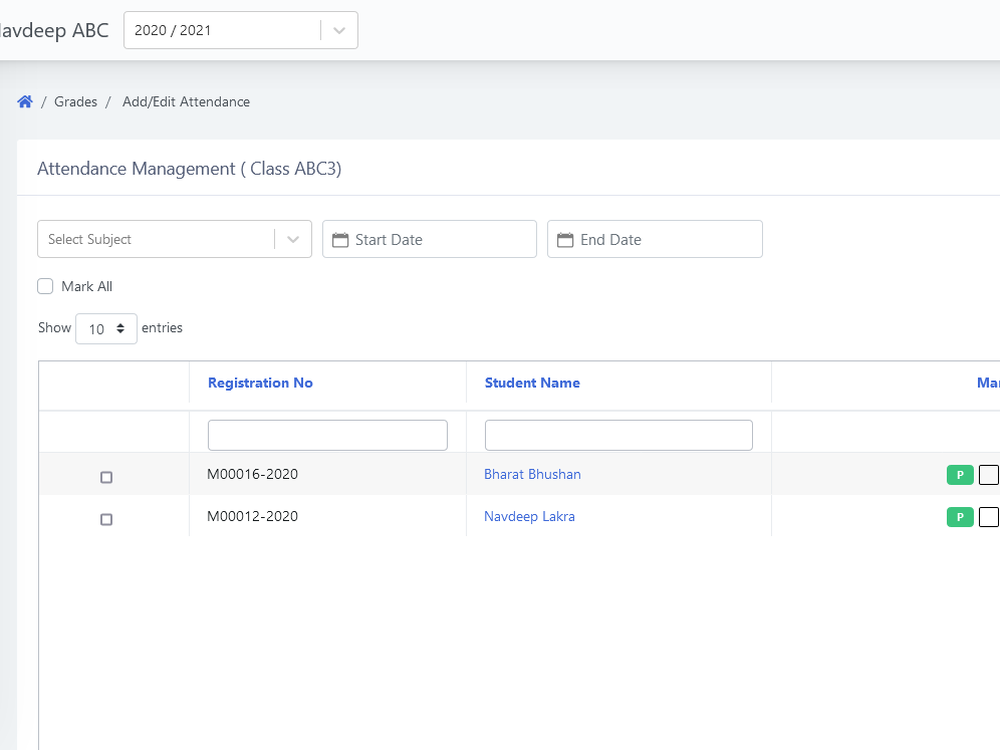 avdeep ABC 2020 / 2021
/ Grades / Add/Edit Attendance
Attendance Management ( Class ABC3)
Select Subject Start Date End Date
Mark All
Show 10 entries
Registration No Student Name Mar
M00016-2020 Bharat Bhushan P
M00012-2020 Navdeep Lakra P